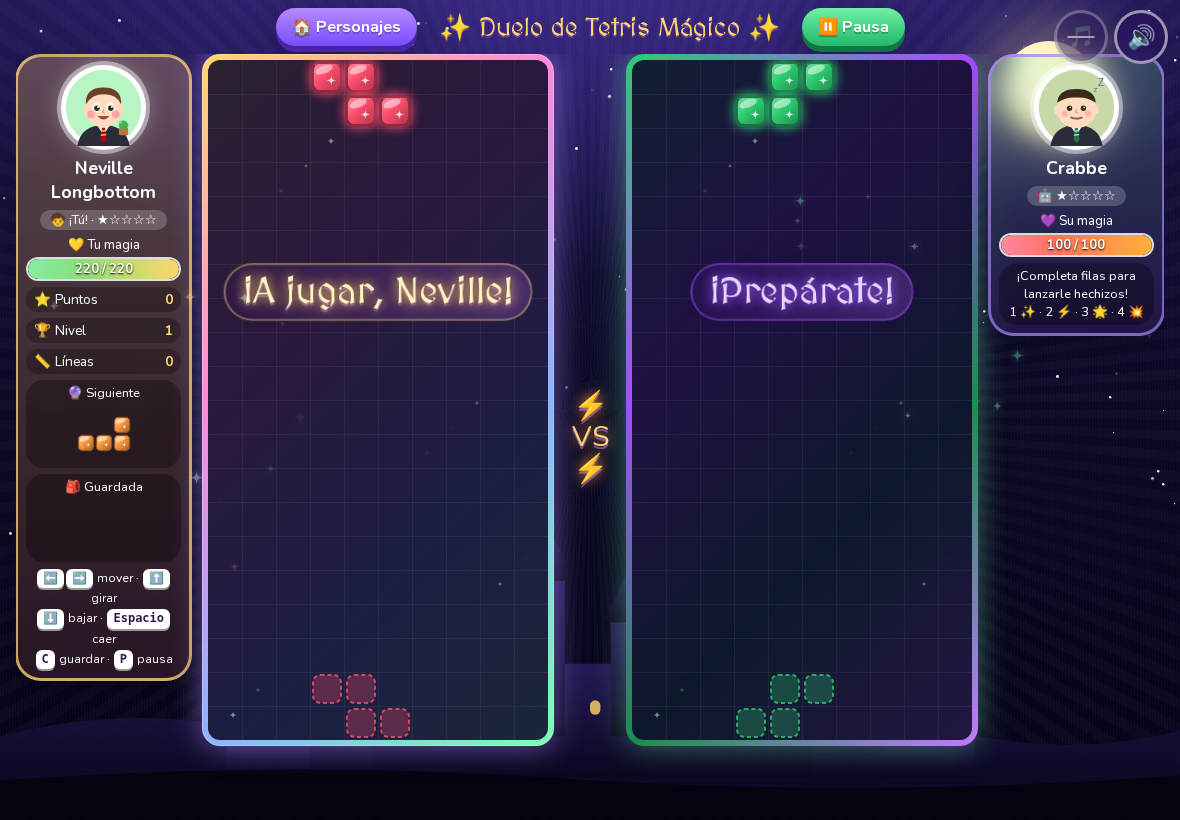 Personajes
Duelo de Tetris Mágico
Pausa
Neville
Longbottom
¡Tú! · ★☆☆☆☆
Tu magia
220 / 220
Puntos 0
Nivel 1
Líneas 0
Siguiente
Guardada
mover ·
girar
bajar · Espacio
caer
C guardar · P pausa
¡A jugar, Neville!
VS
¡Prepárate!
z Z
Crabbe
★☆☆☆☆
Su magia
100 / 100
¡Completa filas para
lanzarle hechizos!
1 ✨ · 2 ⚡ · 3 🌟 · 4 💥